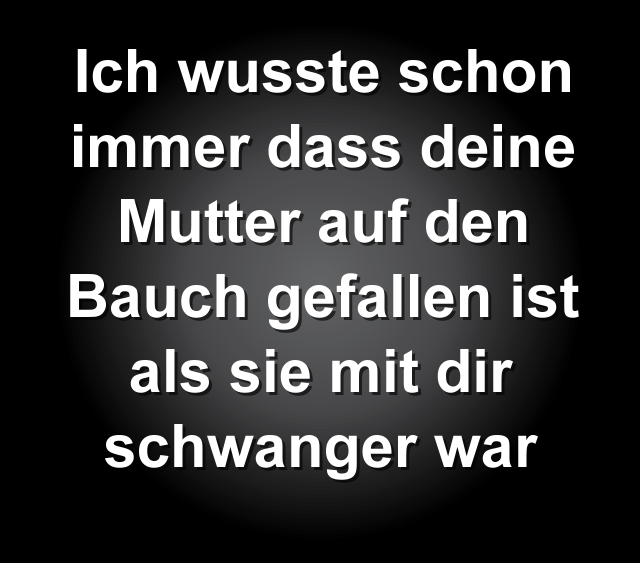 Ich wusste schon
immer dass deine
Mutter auf den
Bauch gefallen ist
als sie mit dir
schwanger war